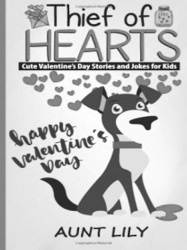 Thief of
HEARTS
Cute Valentine's Day Stories and Jokes for Kids
happy
Valentine's
Day
AUNT LILY